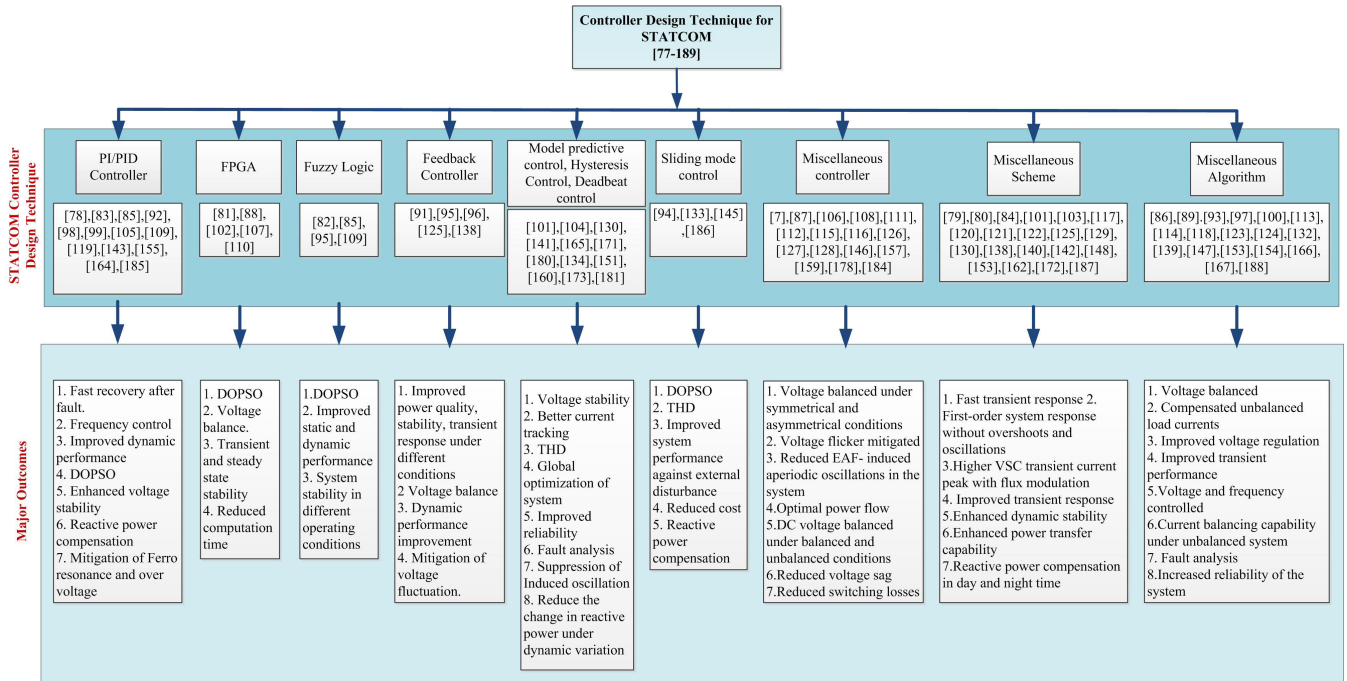 Controller Design Technique for
STATCOM
[77-189]
STATCOM Controller
Design Technique
PI/PID
Controller
FPGA
Fuzzy Logic
Feedback
Controller
Model predictive
control, Hysteresis
Control, Deadbeat
control
Sliding mode
control
Miscellaneous
controller
Miscellaneous
Scheme
Miscellaneous
Algorithm
[78],[83],[85],[92],
[98],[99],[105],[109],
[119],[143],[155],
[164],[185]
[81],[88],
[102],[107],
[110]
[82],[85],
[95],[109]
[91],[95],[96],
[125],[138]
[101],[104],[130],
[141],[165],[171],
[180],[134],[151],
[160],[173],[181]
[94],[133],[145]
,[186]
[7],[87],[106],[108],[111],
[112],[115],[116],[126],
[127],[128],[146],[157],
[159],[178],[184]
[79],[80],[84],[101],[103],[117],
[120],[121],[122],[125],[129],
[130],[138],[140],[142],[148],
[153],[162],[172],[187]
[86],[89].[93],[97],[100],[113],
[114],[118],[123],[124],[132],
[139],[147],[153],[154],[166],
[167],[188]
Major Outcomes
1. Fast recovery after
fault.
2. Frequency control
3. Improved dynamic
performance
4. DOPSO
5. Enhanced voltage
stability
6. Reactive power
compensation
7. Mitigation of Ferro
resonance and over
voltage
1. DOPSO
2. Voltage
balance.
3. Transient
and steady
state
stability
4. Reduced
computation
time
1.DOPSO
2. Improved
static and
dynamic
performance
3. System
stability in
different
operating
conditions
1. Improved
power quality,
stability, transient
response under
different
conditions
2 Voltage balance
3. Dynamic
performance
improvement
4. Mitigation of
voltage
fluctuation.
1. Voltage stability
2. Better current
tracking
3. THD
4. Global
optimization of
system
5. Improved
reliability
6. Fault analysis
7. Suppression of
Induced oscillation
8. Reduce the
change in reactive
power under
dynamic variation
1. DOPSO
2. THD
3. Improved
system
performance
against external
disturbance
4. Reduced cost
5. Reactive
power
compensation
1. Voltage balanced under
symmetrical and
asymmetrical conditions
2. Voltage flicker mitigated
3. Reduced EAF- induced
aperiodic oscillations in the
system
4.Optimal power flow
5.DC voltage balanced
under balanced and
unbalanced conditions
6.Reduced voltage sag
7.Reduced switching losses
1. Fast transient response 2.
First-order system response
without overshoots and
oscillations
3.Higher VSC transient current
peak with flux modulation
4. Improved transient response
5.Enhanced dynamic stability
6.Enhanced power transfer
capability
7.Reactive power compensation
in day and night time
1. Voltage balanced
2. Compensated unbalanced
load currents
3. Improved voltage regulation
4. Improved transient
performance
5.Voltage and frequency
controlled
6.Current balancing capability
under unbalanced system
7. Fault analysis
8.Increased reliability of the
system